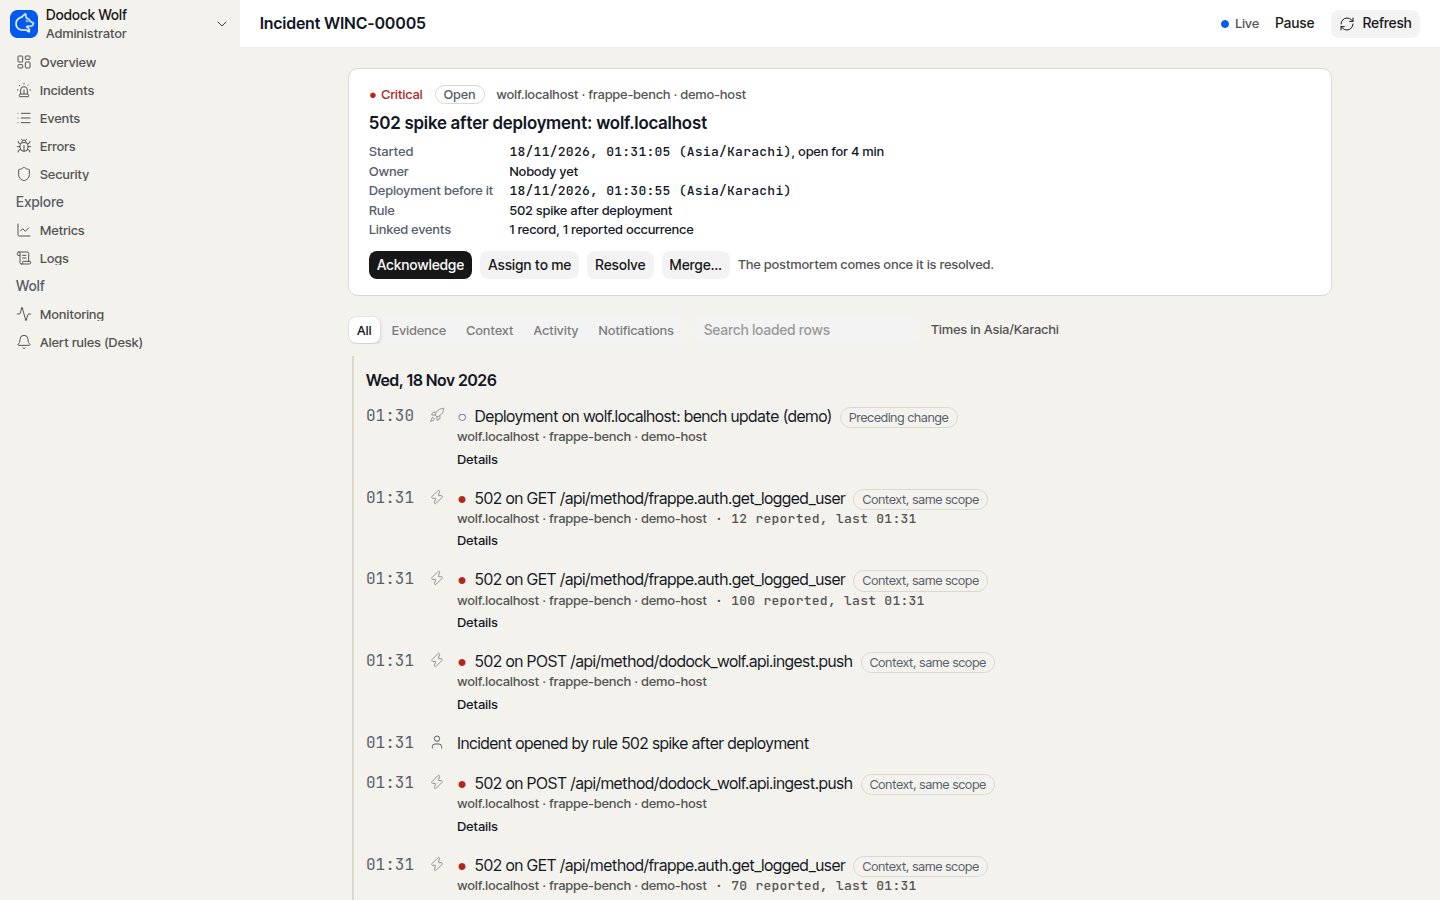 Dodock Wolf
Administrator
Incident WINC-00005
Live
Pause
Refresh
Overview
Incidents
Events
Errors
Security
Explore
Metrics
Logs
Wolf
Monitoring
Alert rules (Desk)
Critical Open wolf.localhost · frappe-bench · demo-host
502 spike after deployment: wolf.localhost
Started 18/11/2026, 01:31:05 (Asia/Karachi), open for 4 min
Owner Nobody yet
Deployment before it 18/11/2026, 01:30:55 (Asia/Karachi)
Rule 502 spike after deployment
Linked events 1 record, 1 reported occurrence
Acknowledge Assign to me Resolve Merge... The postmortem comes once it is resolved.
All Evidence Context Activity Notifications Search loaded rows Times in Asia/Karachi
Wed, 18 Nov 2026
01:30 Deployment on wolf.localhost: bench update (demo) Preceding change
wolf.localhost · frappe-bench · demo-host
Details
01:31 502 on GET /api/method/frappe.auth.get_logged_user Context, same scope
wolf.localhost · frappe-bench · demo-host · 12 reported, last 01:31
Details
01:31 502 on GET /api/method/frappe.auth.get_logged_user Context, same scope
wolf.localhost · frappe-bench · demo-host · 100 reported, last 01:31
Details
01:31 502 on POST /api/method/dodock_wolf.api.ingest.push Context, same scope
wolf.localhost · frappe-bench · demo-host
Details
01:31 Incident opened by rule 502 spike after deployment
01:31 502 on POST /api/method/dodock_wolf.api.ingest.push Context, same scope
wolf.localhost · frappe-bench · demo-host
Details
01:31 502 on GET /api/method/frappe.auth.get_logged_user Context, same scope
wolf.localhost · frappe-bench · demo-host · 70 reported, last 01:31